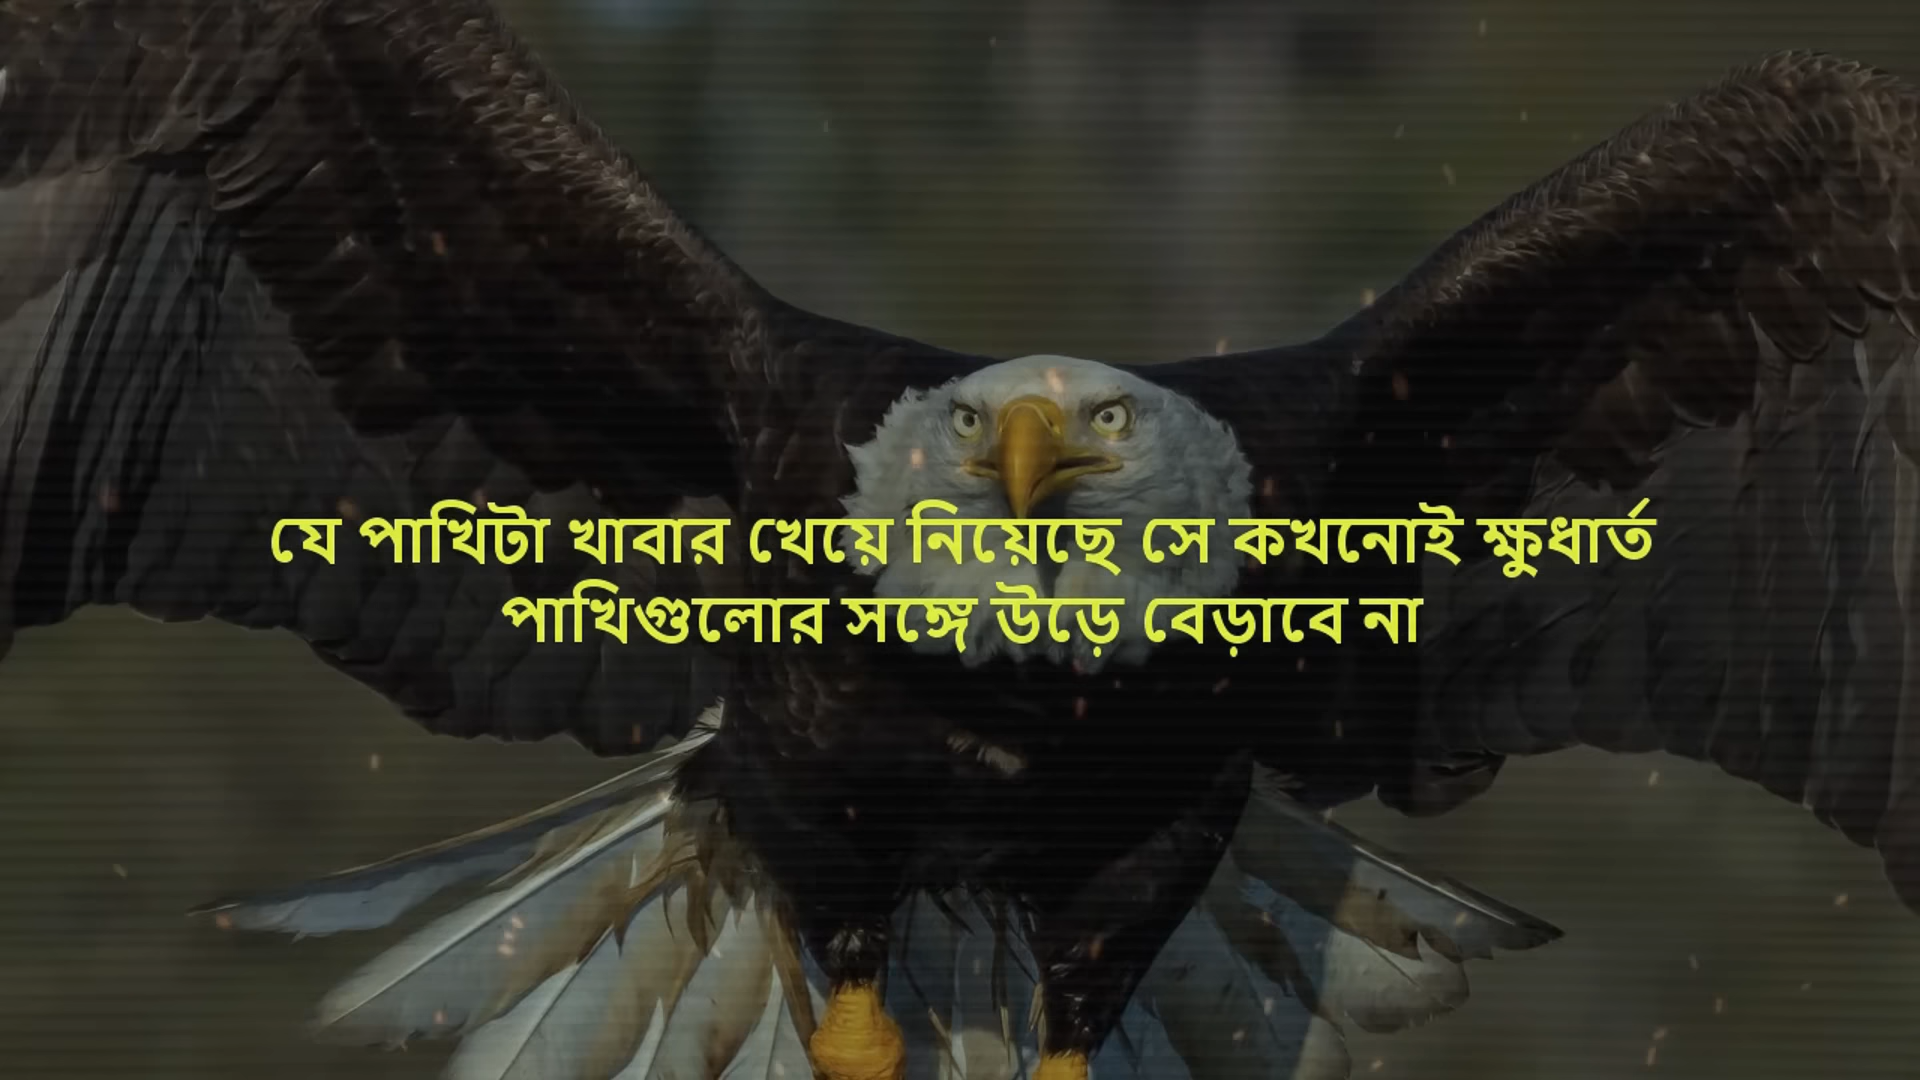 যে পাখিটা খাবার খেয়ে নিয়েছে সে কখনোই ক্ষুধার্ত
পাখিগুলোর সঙ্গে উড়ে বেড়াবে না